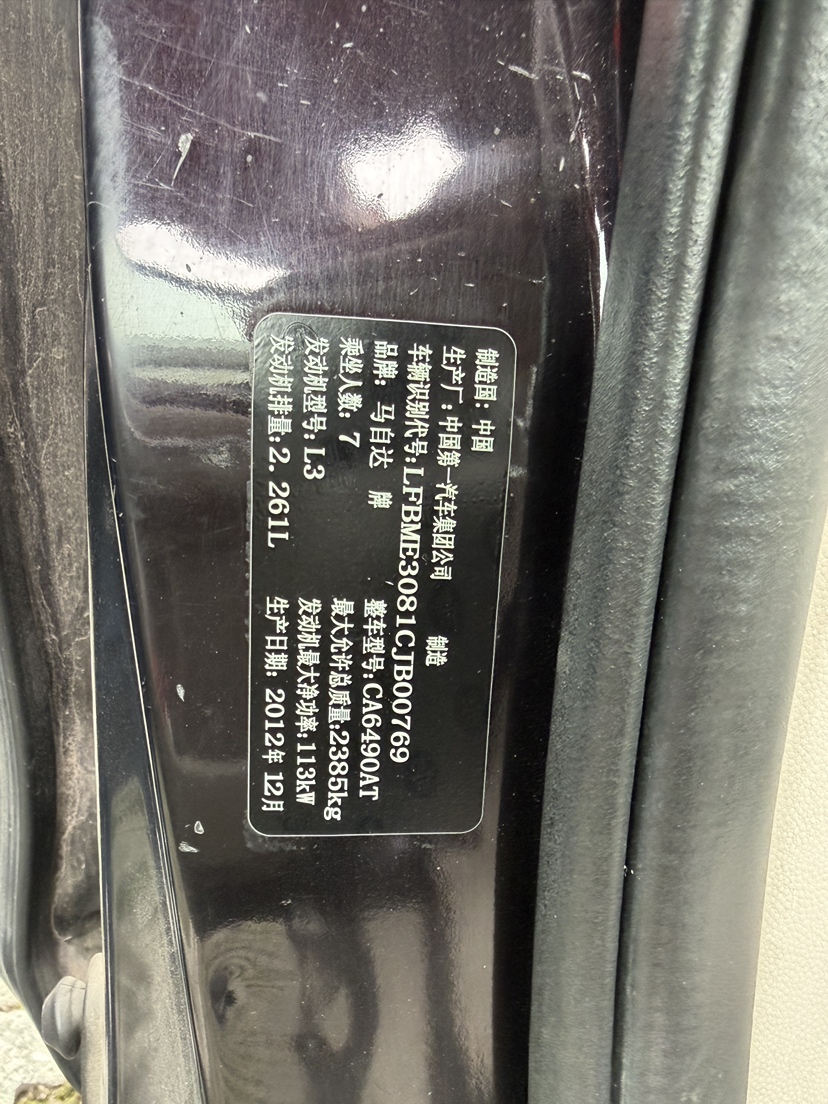 制造国：中国
生产厂：中国第一汽车集团公司 制造
车辆识别代号：LFBME3081CJB00769
品牌：马自达 牌 整车型号：CA6490AT
乘坐人数：7 最大允许总质量：2385kg
发动机型号：L3 发动机最大净功率：113kW
发动机排量：2.261L 生产日期：2012年12月